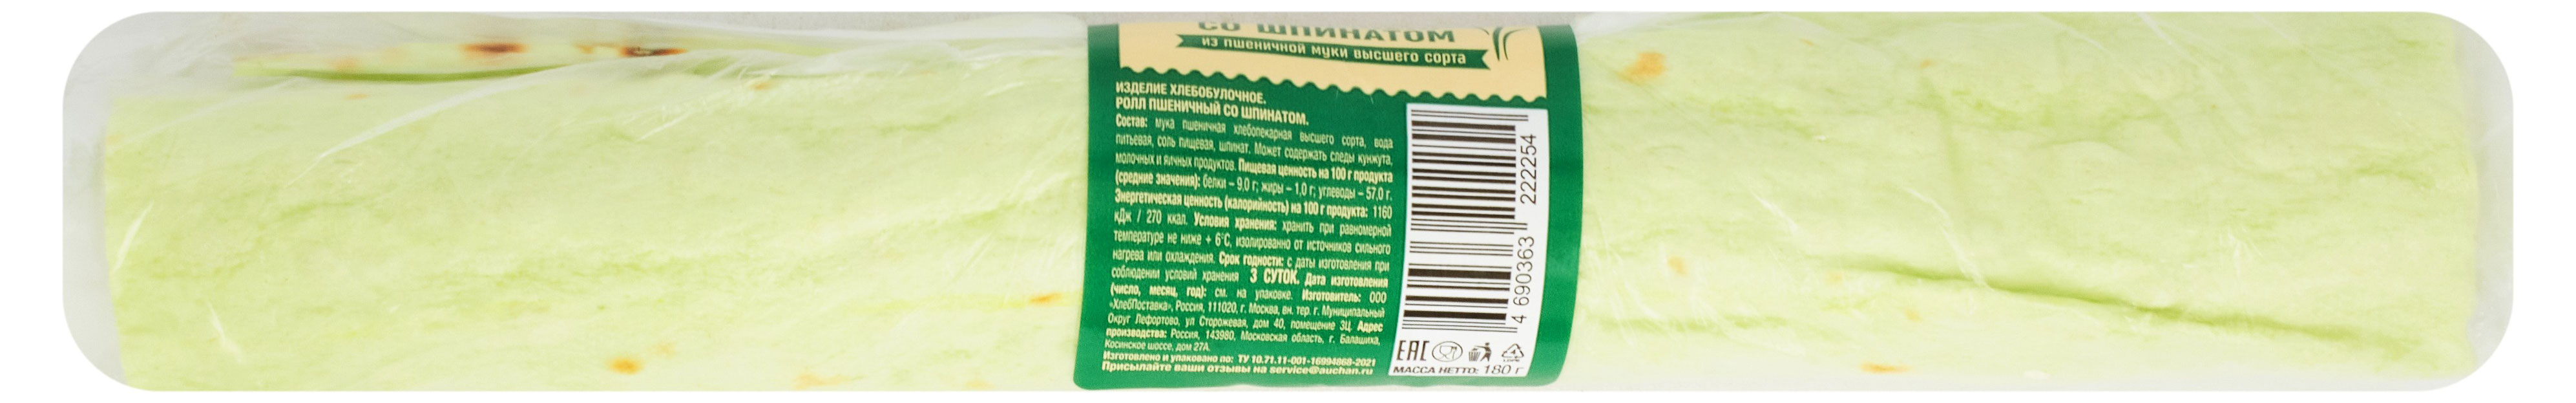 СО ШПИНАТОМ
ИЗ ПШЕНИЧНОЙ МУКИ ВЫСШЕГО СОРТА
ИЗДЕЛИЕ ХЛЕБОБУЛОЧНОЕ.
РОЛЛ ПШЕНИЧНЫЙ СО ШПИНАТОМ.
Состав: мука пшеничная хлебопекарная высшего сорта, вода
питьевая, соль пищевая, шпинат. Может содержать следы кунжута,
молочных и яичных продуктов. Пищевая ценность на 100 г продукта
(средние значения): белки – 9,0 г; жиры – 1,0 г; углеводы – 57,0 г.
Энергетическая ценность (калорийность) на 100 г продукта: 1160
кДж / 270 ккал. Условия хранения: хранить при равномерной
температуре не ниже + 6°С, изолированно от источников сильного
нагрева или охлаждения. Срок годности: с даты изготовления при
соблюдении условий хранения 3 СУТОК. Дата изготовления
(число, месяц, год): см. на упаковке. Изготовитель: ООО
«ХлебПоставка», Россия, 111020, г. Москва, вн. тер. г. Муниципальный
Округ Лефортово, ул Сторожевая, дом 40, помещение 3Ц. Адрес
производства: Россия, 143980, Московская область, г. Балашиха,
Косинское шоссе, дом 27А.
Изготовлено и упаковано по: ТУ 10.71.11-001-16994868-2021
Присылайте ваши отзывы на service@auchan.ru
4 690363 222254
EAC
LDPE
МАССА НЕТТО: 180 г